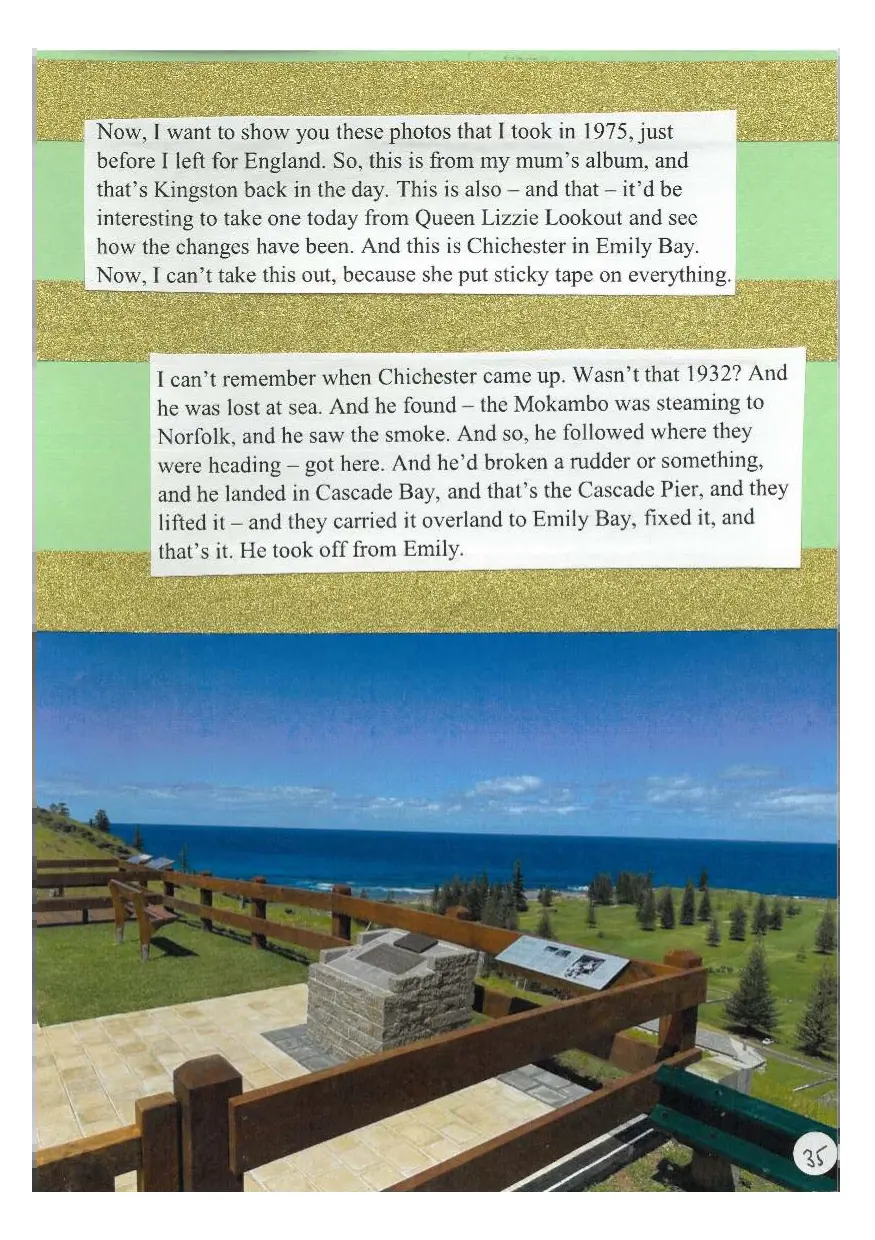 Now, I want to show you these photos that I took in 1975, just
before I left for England. So, this is from my mum's album, and
that's Kingston back in the day. This is also – and that – it'd be
interesting to take one today from Queen Lizzie Lookout and see
how the changes have been. And this is Chichester in Emily Bay.
Now, I can't take this out, because she put sticky tape on everything.
I can't remember when Chichester came up. Wasn't that 1932? And
he was lost at sea. And he found – the Mokambo was steaming to
Norfolk, and he saw the smoke. And so, he followed where they
were heading – got here. And he'd broken a rudder or something,
and he landed in Cascade Bay, and that's the Cascade Pier, and they
lifted it – and they carried it overland to Emily Bay, fixed it, and
that's it. He took off from Emily.
35